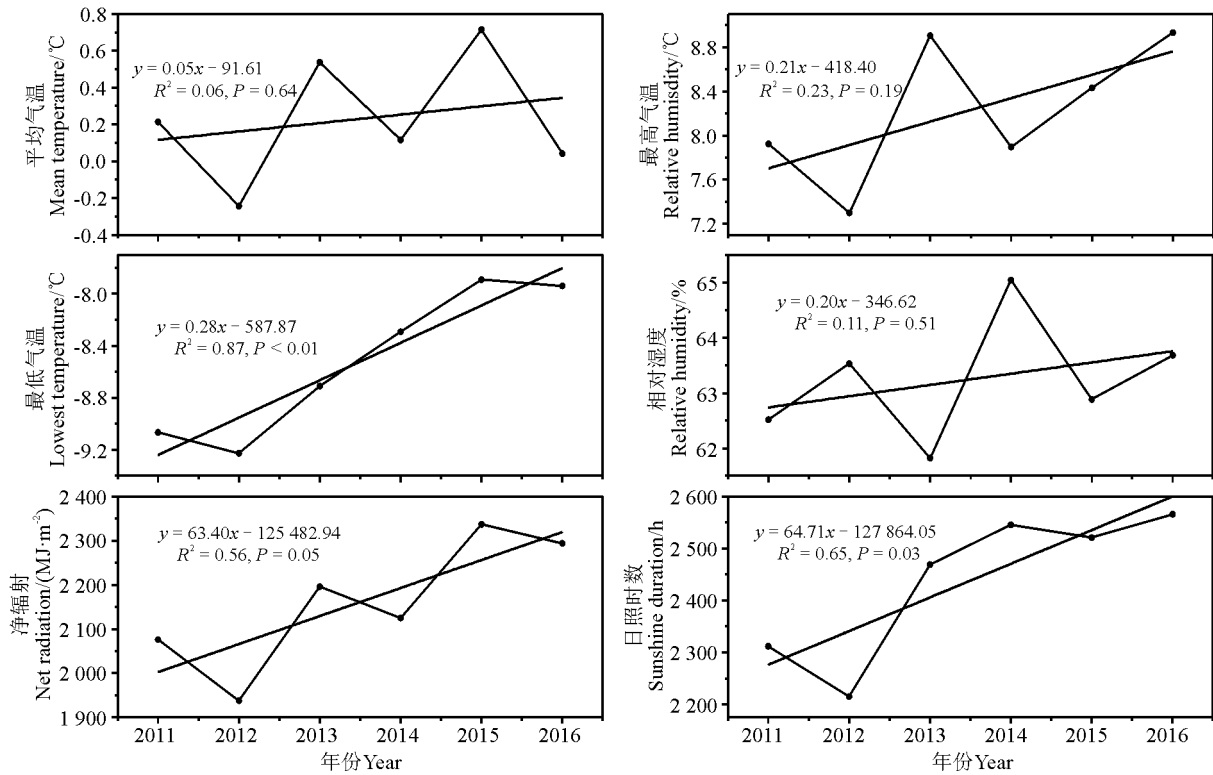 平均气温
Mean temperature/℃
0.8
0.6
0.4
0.2
0.0
-0.2
-0.4
y = 0.05x − 91.61
R² = 0.06, P = 0.64
最高气温
Relative humisdity/℃
8.8
8.4
8.0
7.6
7.2
y = 0.21x − 418.40
R² = 0.23, P = 0.19
最低气温
Lowest temperature/℃
-8.0
-8.4
-8.8
-9.2
y = 0.28x − 587.87
R² = 0.87, P < 0.01
相对湿度
Relative humidity/%
65
64
63
62
y = 0.20x − 346.62
R² = 0.11, P = 0.51
净辐射
Net radiation/(MJ·m⁻²)
2 400
2 300
2 200
2 100
2 000
1 900
y = 63.40x − 125 482.94
R² = 0.56, P = 0.05
2011 2012 2013 2014 2015 2016
年份Year
日照时数
Sunshine duration/h
2 600
2 500
2 400
2 300
2 200
y = 64.71x − 127 864.05
R² = 0.65, P = 0.03
2011 2012 2013 2014 2015 2016
年份Year